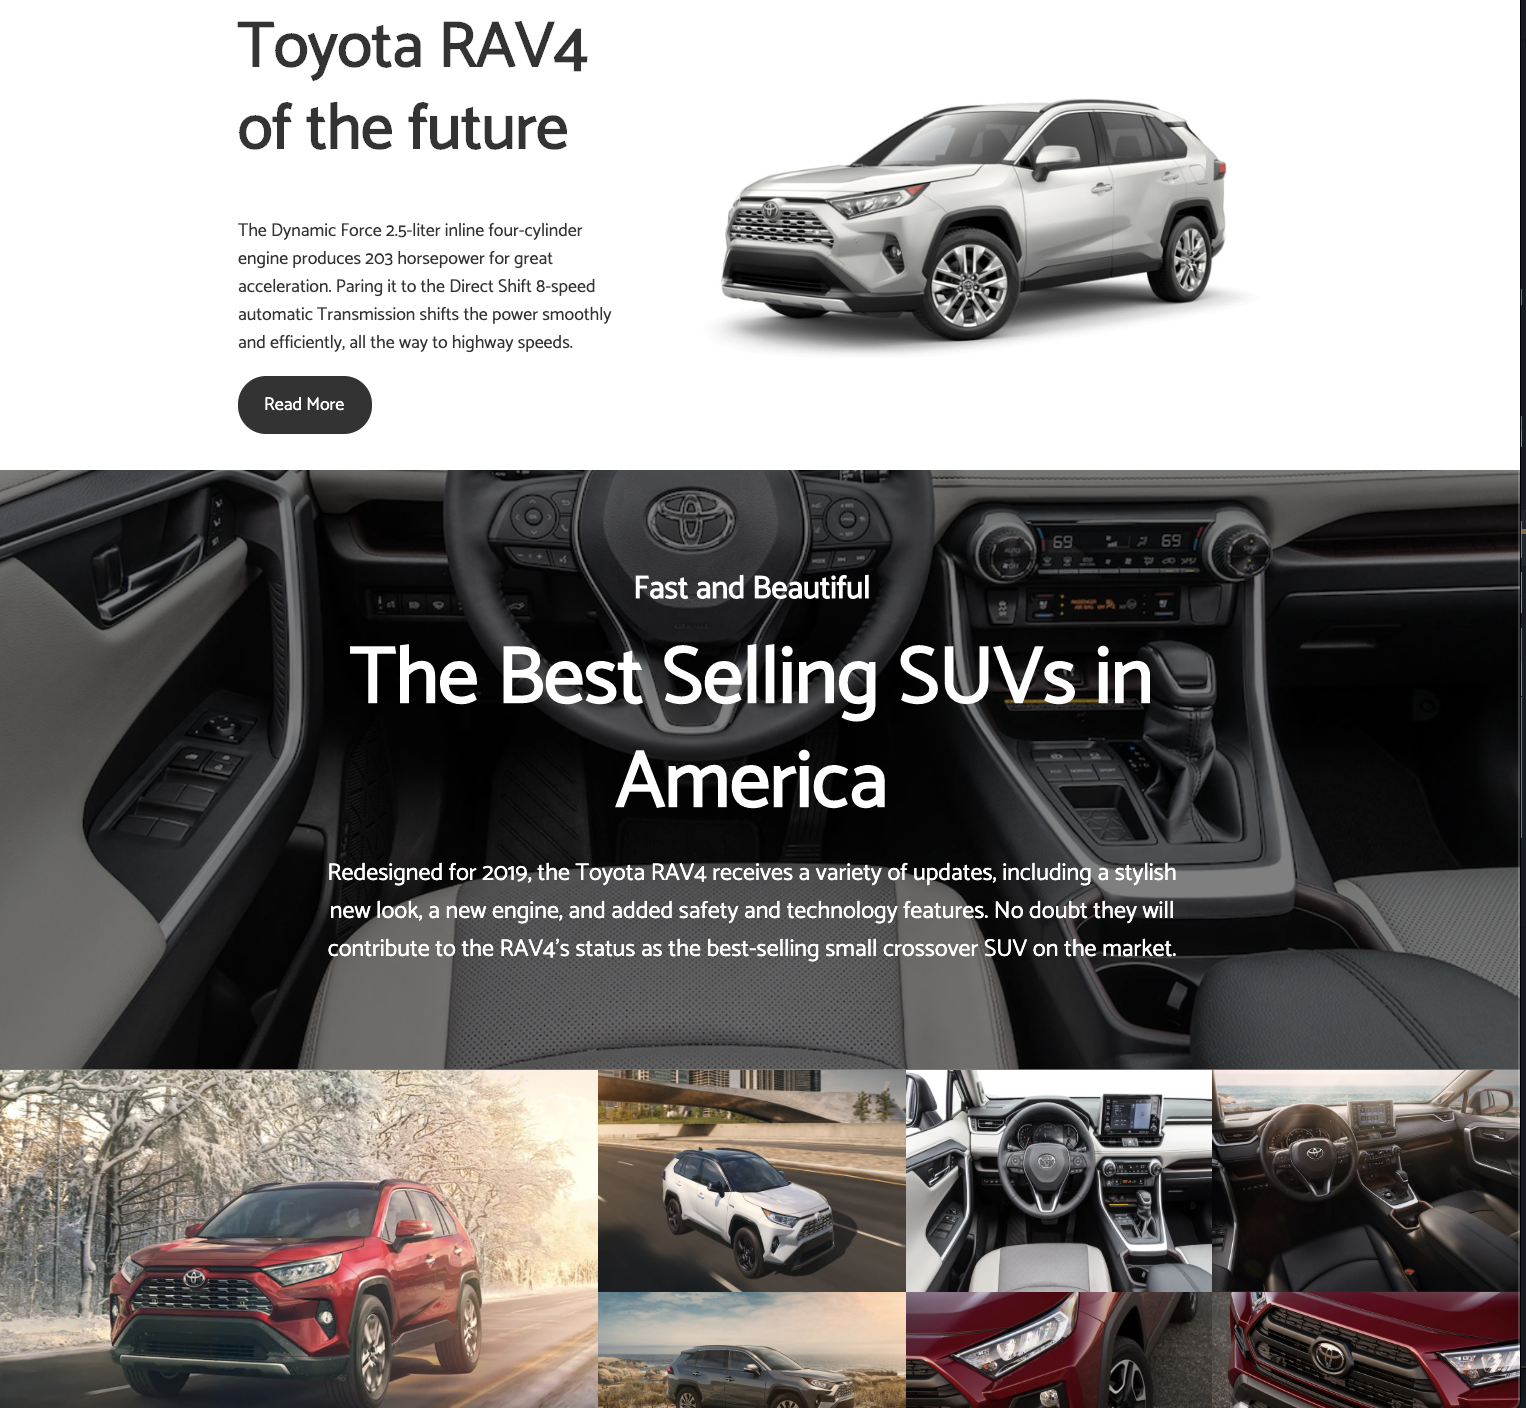 Toyota RAV4
of the future
The Dynamic Force 2.5-liter inline four-cylinder
engine produces 203 horsepower for great
acceleration. Paring it to the Direct Shift 8-speed
automatic Transmission shifts the power smoothly
and efficiently, all the way to highway speeds.
Read More
69 69
Fast and Beautiful
The Best Selling SUVs in
America
Redesigned for 2019, the Toyota RAV4 receives a variety of updates, including a stylish
new look, a new engine, and added safety and technology features. No doubt they will
contribute to the RAV4's status as the best-selling small crossover SUV on the market.